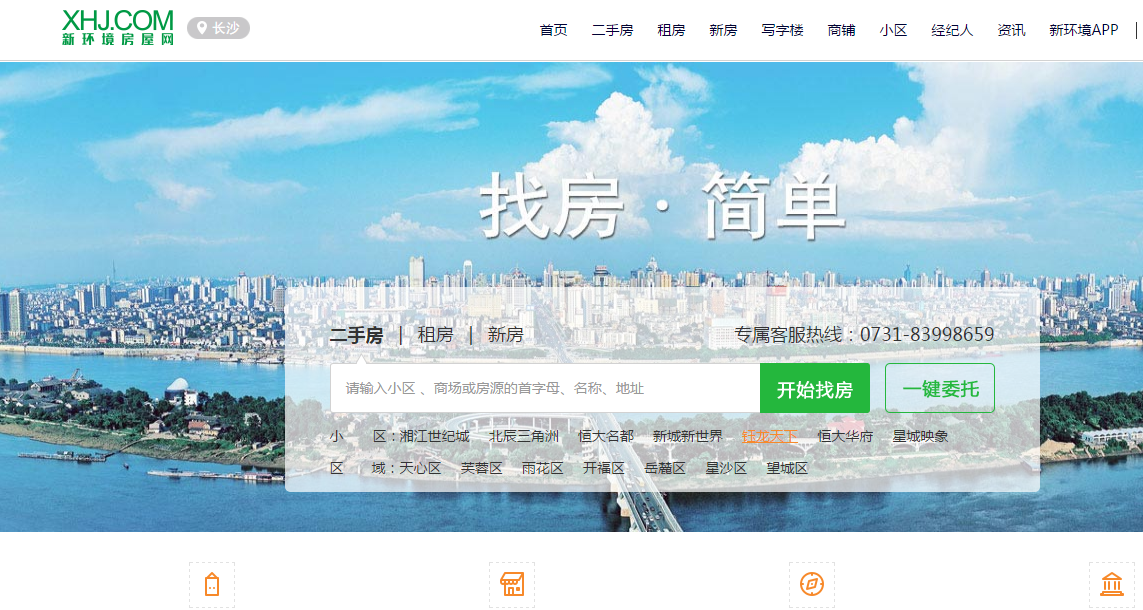 XHJ.COM
新环境房屋网
长沙
首页 二手房 租房 新房 写字楼 商铺 小区 经纪人 资讯 新环境APP |
找房·简单
二手房 | 租房 | 新房 专属客服热线：0731-83998659
请输入小区 、商场或房源的首字母、名称、地址 开始找房 一键委托
小 区：湘江世纪城 北辰三角洲 恒大名都 新城新世界 托龙天下 恒大华府 星城映象
区 域：天心区 芙蓉区 雨花区 开福区 岳麓区 星沙区 望城区